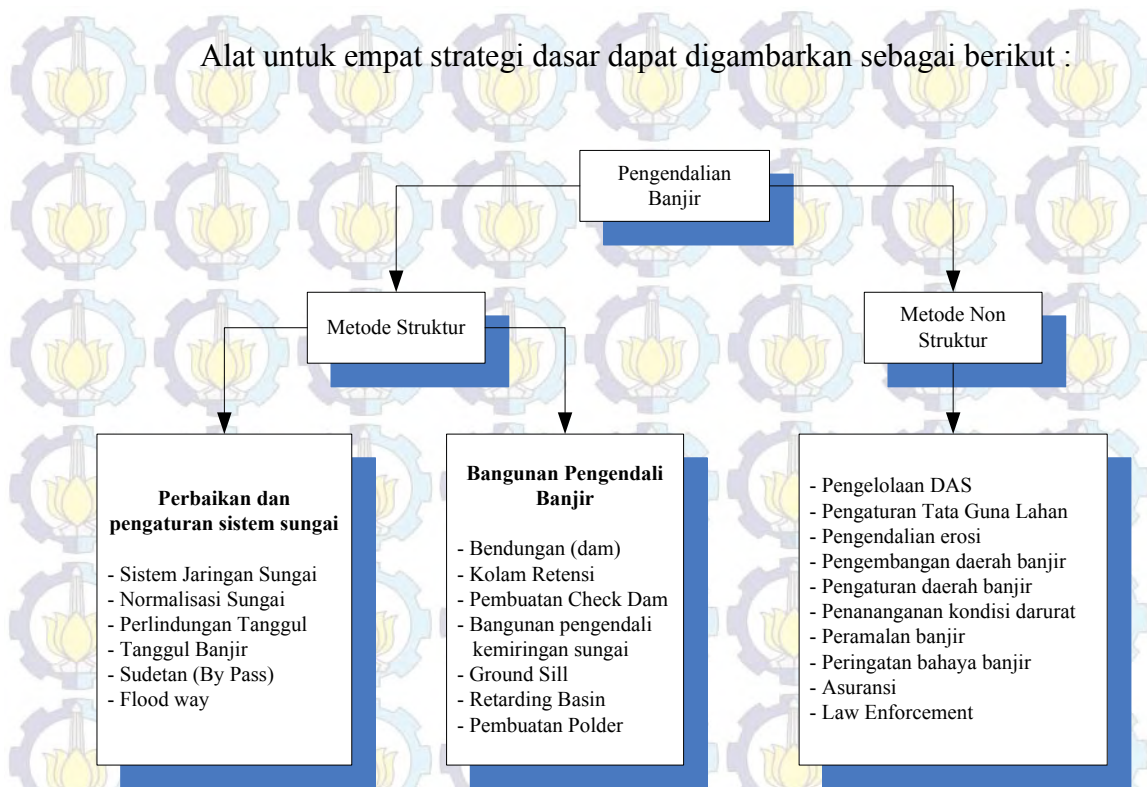 Alat untuk empat strategi dasar dapat digambarkan sebagai berikut :
Pengendalian
Banjir
Metode Struktur
Metode Non
Struktur
Perbaikan dan
pengaturan sistem sungai
- Sistem Jaringan Sungai
- Normalisasi Sungai
- Perlindungan Tanggul
- Tanggul Banjir
- Sudetan (By Pass)
- Flood way
Bangunan Pengendali
Banjir
- Bendungan (dam)
- Kolam Retensi
- Pembuatan Check Dam
- Bangunan pengendali
kemiringan sungai
- Ground Sill
- Retarding Basin
- Pembuatan Polder
- Pengelolaan DAS
- Pengaturan Tata Guna Lahan
- Pengendalian erosi
- Pengembangan daerah banjir
- Pengaturan daerah banjir
- Penananganan kondisi darurat
- Peramalan banjir
- Peringatan bahaya banjir
- Asuransi
- Law Enforcement